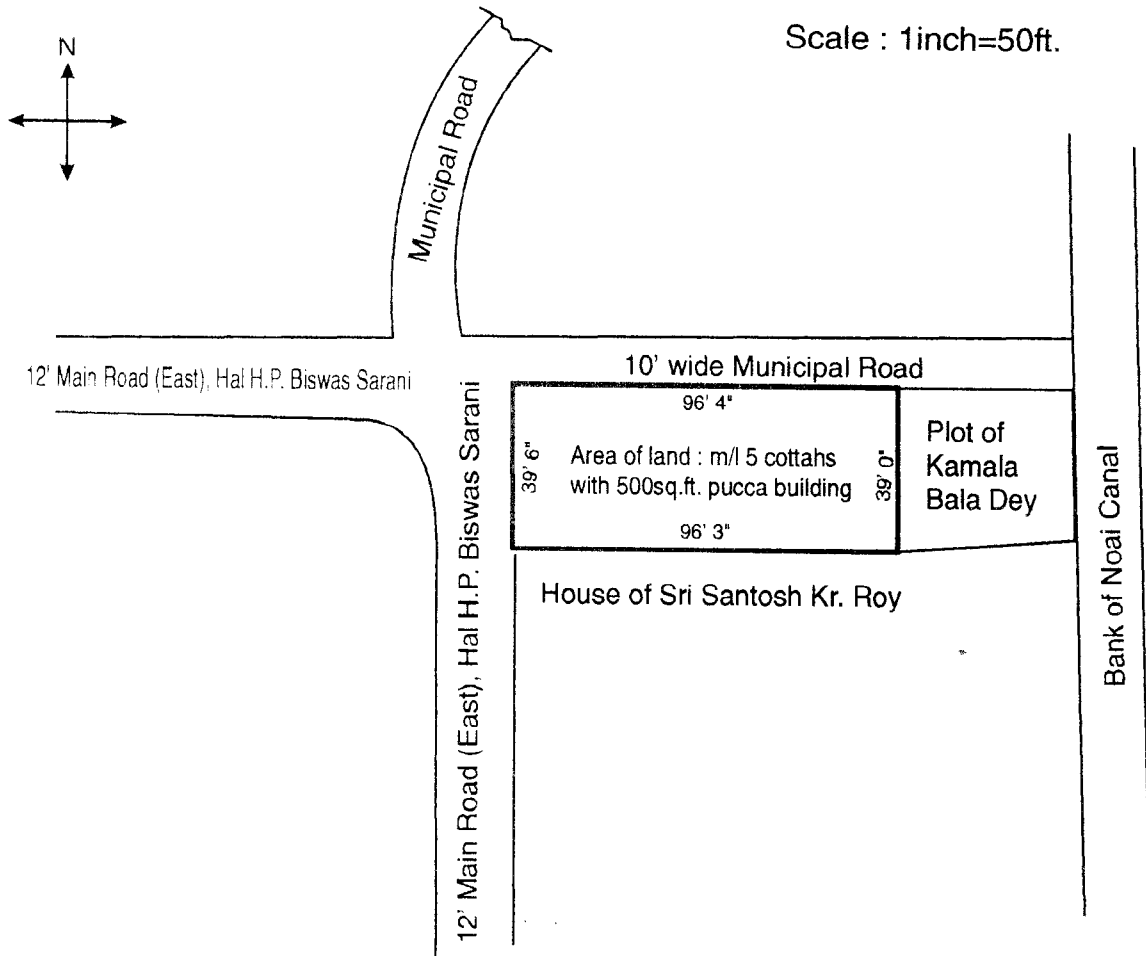 Scale : 1inch=50ft.
N
Municipal Road
12' Main Road (East), Hal H.P. Biswas Sarani
10' wide Municipal Road
96' 4"
39' 6"
Area of land : m/l 5 cottahs
with 500sq.ft. pucca building
39' 0"
96' 3"
Plot of
Kamala
Bala Dey
12' Main Road (East), Hal H.P. Biswas Sarani
House of Sri Santosh Kr. Roy
Bank of Noai Canal